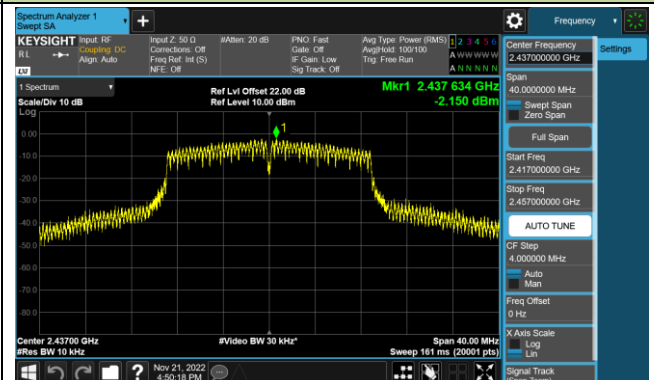 Spectrum Analyzer 1
Swept SA
Frequency
KEYSIGHT
Input: RF
Coupling: DC
Align: Auto
Input Z: 50 Ω
Corrections: Off
Freq Ref: Int (S)
NFE: Off
#Atten: 20 dB
PNO: Fast
Gate: Off
IF Gain: Low
Sig Track: Off
Avg Type: Power (RMS)
Avg|Hold: 100/100
Trig: Free Run
1 2 3 4 5 6
A W W W W W
A N N N N N
RL
LXI
1 Spectrum
Scale/Div 10 dB
Log
Ref Lvl Offset 22.00 dB
Ref Level 10.00 dBm
Mkr1 2.437 634 GHz
-2.150 dBm
1
0.00
-10.0
-20.0
-30.0
-40.0
-50.0
-60.0
-70.0
-80.0
Center 2.43700 GHz
#Res BW 10 kHz
#Video BW 30 kHz*
Span 40.00 MHz
Sweep 161 ms (20001 pts)
Nov 21, 2022
4:50:18 PM
Center Frequency
2.437000000 GHz
Settings
Span
40.0000000 MHz
Swept Span
Zero Span
Full Span
Start Freq
2.417000000 GHz
Stop Freq
2.457000000 GHz
AUTO TUNE
CF Step
4.000000 MHz
Auto
Man
Freq Offset
0 Hz
X Axis Scale
Log
Lin
Signal Track
(Span Zoom)